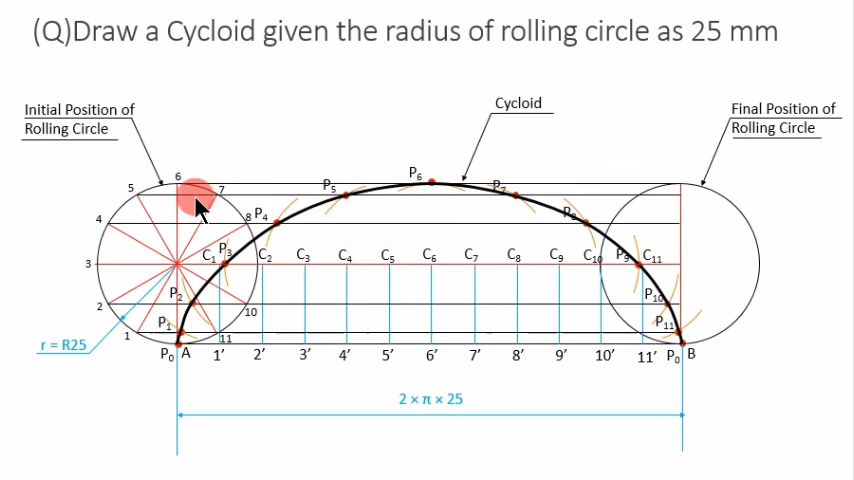 (Q)Draw a Cycloid given the radius of rolling circle as 25 mm
Initial Position of
Rolling Circle
Cycloid
Final Position of
Rolling Circle
P₆
6
5
7
P₅
P₇
4
8
P₄
P₈
3
C₁
P₃
C₂
C₃
C₄
C₅
C₆
C₇
C₈
C₉
C₁₀
P₉
C₁₁
P₂
P₁₀
2
10
P₁
P₁₁
1
11
r = R25
P₀
A
1′
2′
3′
4′
5′
6′
7′
8′
9′
10′
11′
P₀
B
2 × π × 25